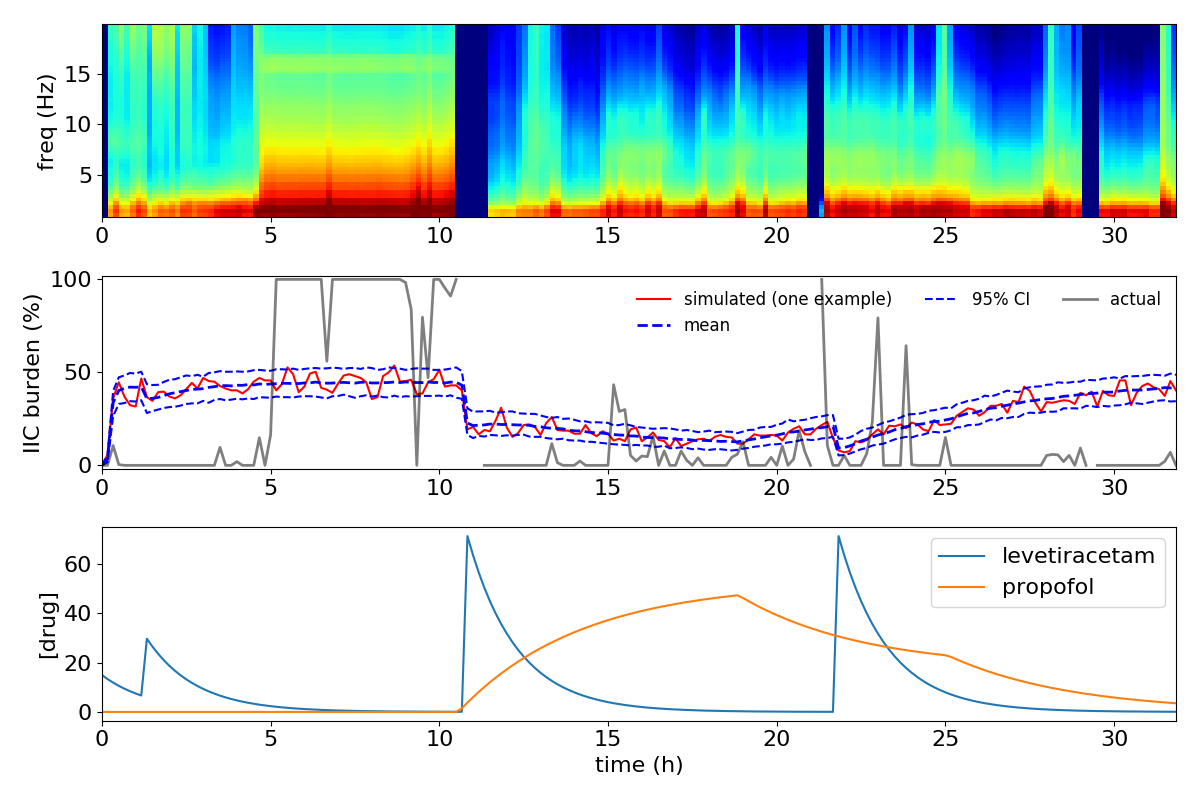 freq (Hz)
15
10
5
0 5 10 15 20 25 30
IIC burden (%)
100
50
0
simulated (one example) 95% CI actual
mean
0 5 10 15 20 25 30
[drug]
60
40
20
0
levetiracetam
propofol
0 5 10 15 20 25 30
time (h)